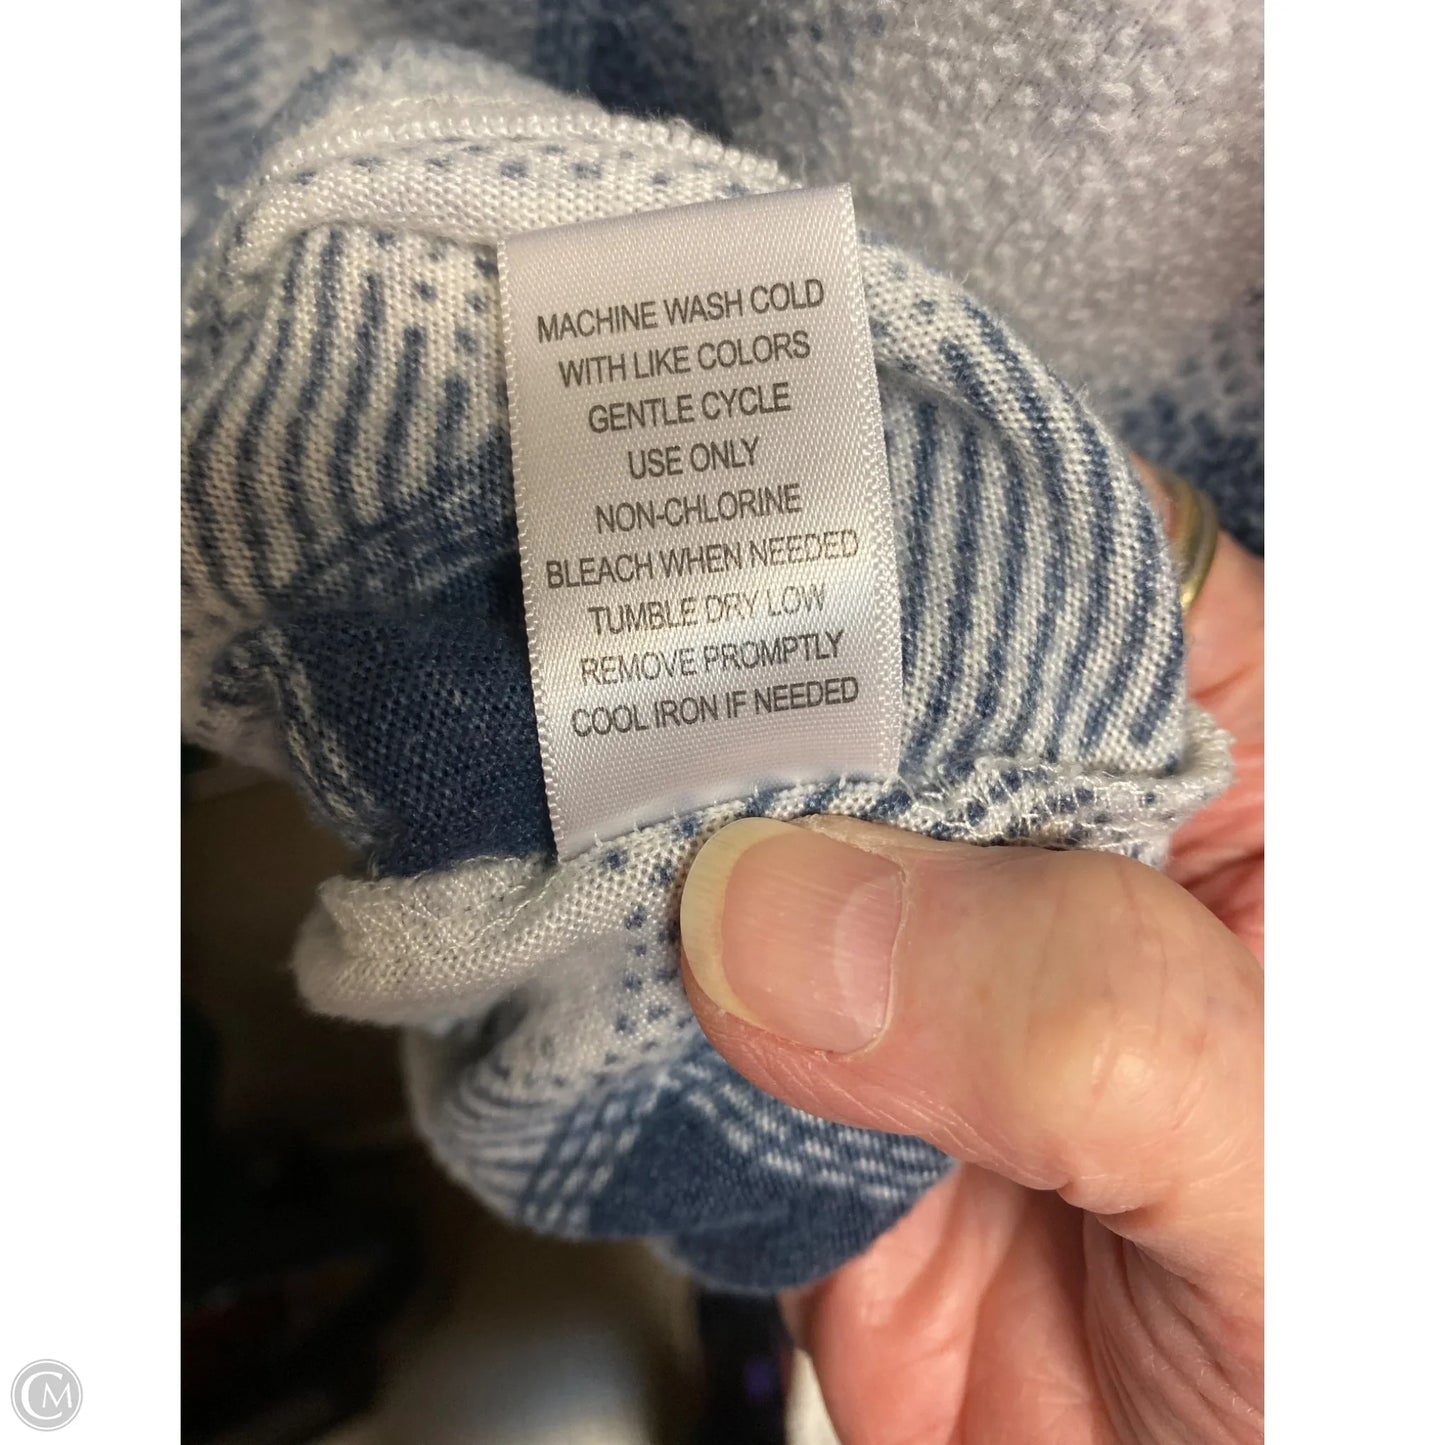 MACHINE WASH COLD
WITH LIKE COLORS
GENTLE CYCLE
USE ONLY
NON-CHLORINE
BLEACH WHEN NEEDED
TUMBLE DRY LOW
REMOVE PROMPTLY
COOL IRON IF NEEDED
CM